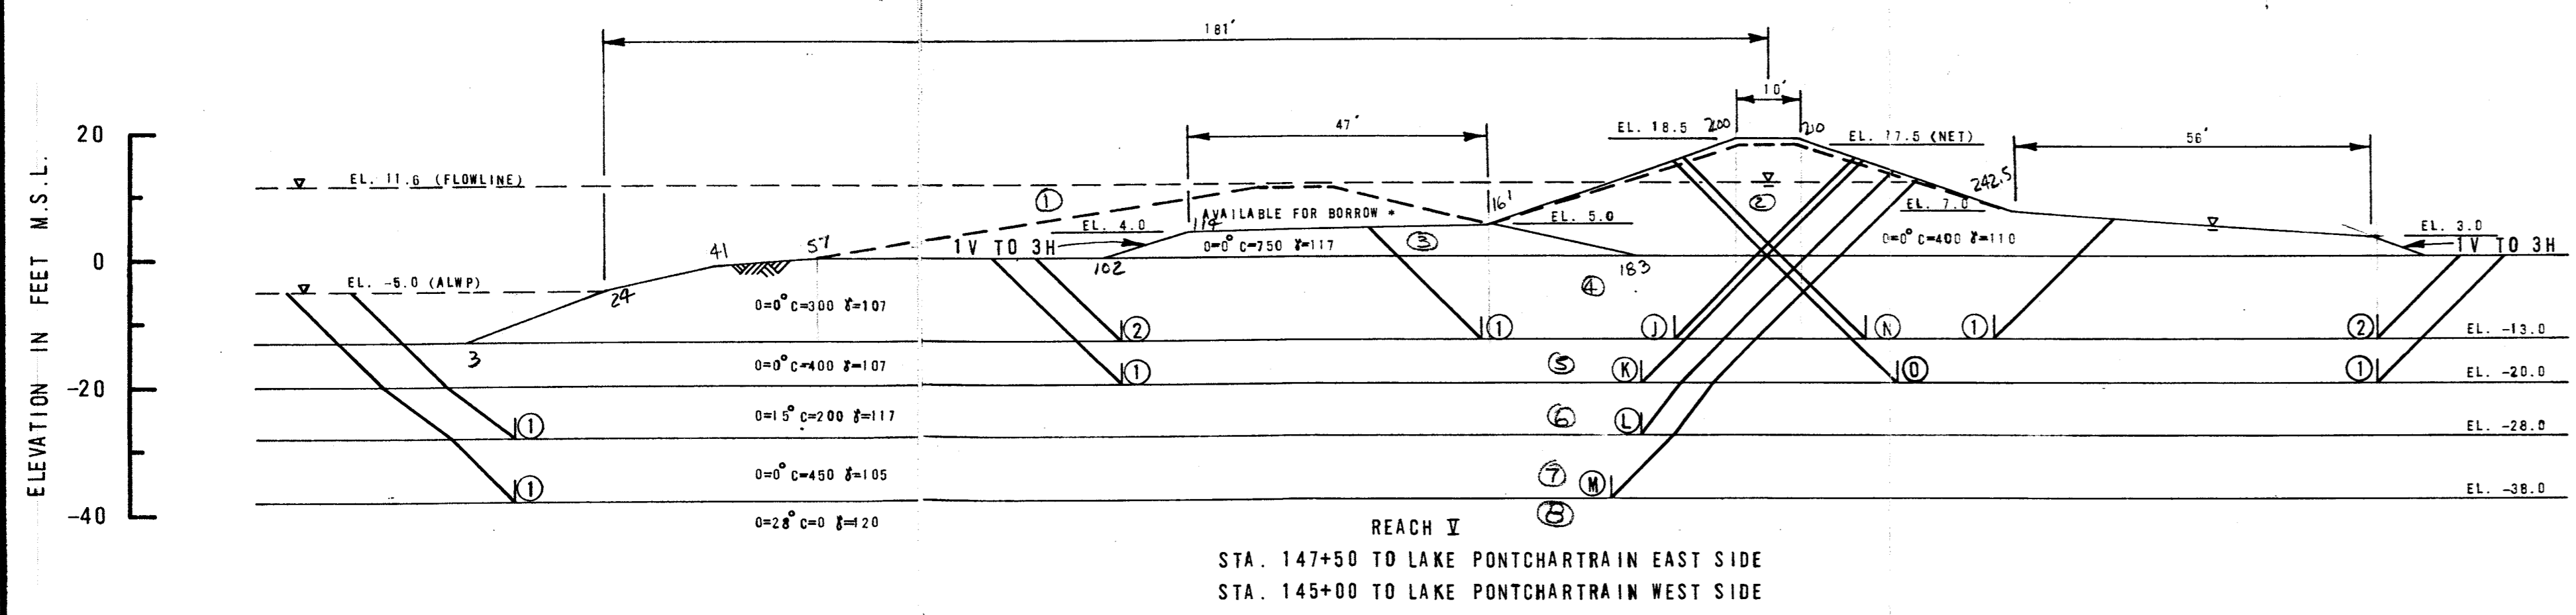 181'
10'
20
EL. 18.5
200
210
EL. 17.5 (NET)
47'
56'
EL. 11.6 (FLOWLINE)
242.5
①
②
AVAILABLE FOR BORROW *
161
EL. 7.0
EL. 4.0
119
EL. 5.0
EL. 3.0
41
57
1V TO 3H
0=0° C=750 γ=117
③
0=0° C=400 γ=110
1V TO 3H
0
102
183
EL. -5.0 (ALWP)
24
④
0=0° C=300 γ=107
② ① J N ① ②
EL. -13.0
3
0=0° C=400 γ=107
① ⑤ K O ①
EL. -20.0
-20
0=15° C=200 γ=117
① ⑥ L
EL. -28.0
0=0° C=450 γ=105
① ⑦ M
EL. -38.0
-40
0=28° C=0 γ=120
⑧
ELEVATION IN FEET M.S.L.
REACH V
STA. 147+50 TO LAKE PONTCHARTRAIN EAST SIDE
STA. 145+00 TO LAKE PONTCHARTRAIN WEST SIDE